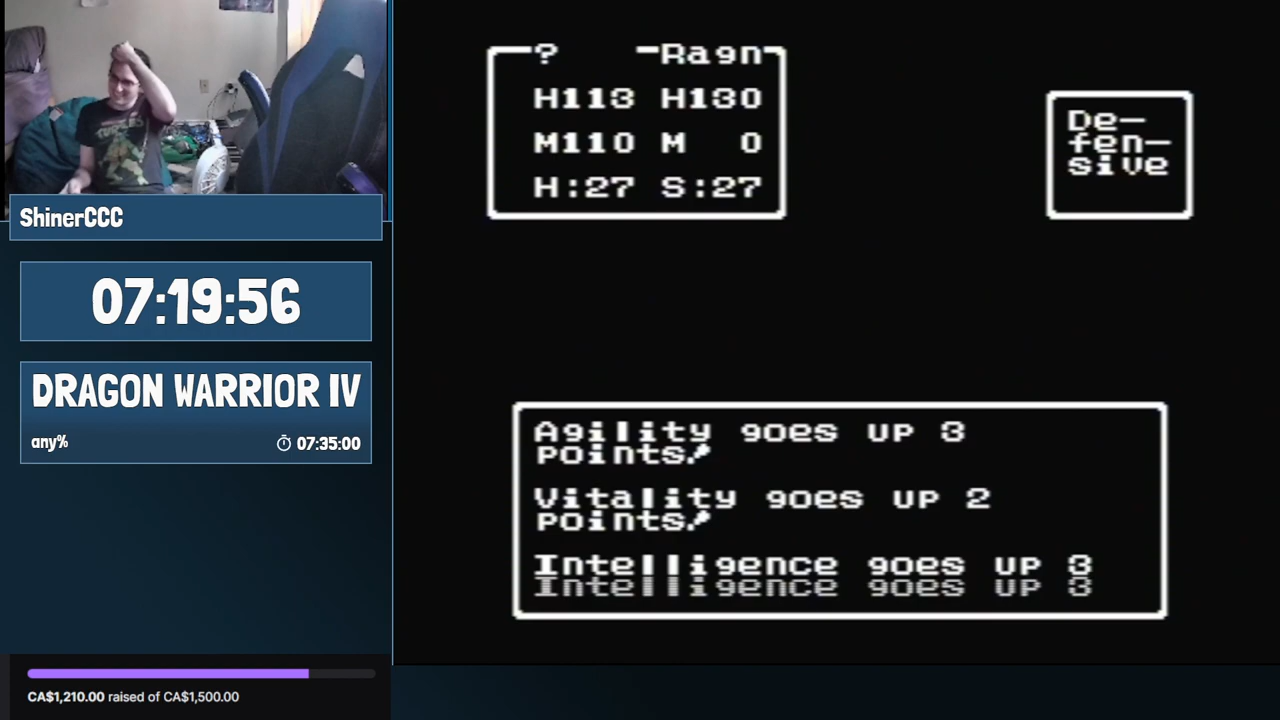 ShinerCCC
07:19:56
DRAGON WARRIOR IV
any% 07:35:00
CA$1,210.00 raised of CA$1,500.00
? Ragn
H113 H130
M110 M 0
H:27 S:27
De-
fen-
sive
Agility goes up 3
points!
Vitality goes up 2
points!
Intelligence goes up 3
Intelligence goes up 3